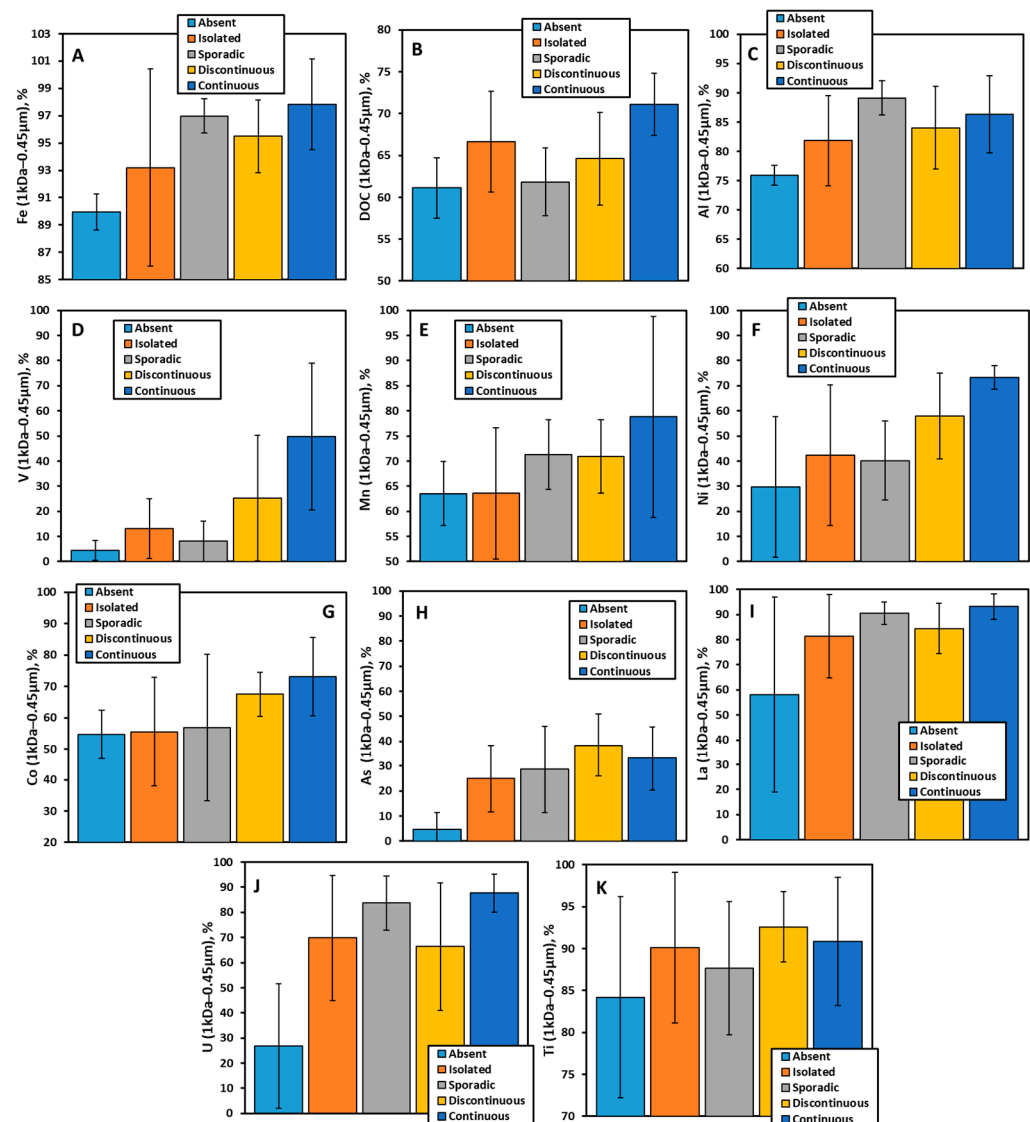 A
Fe (1kDa–0.45µm), %
103
101
99
97
95
93
91
89
87
85
Absent
Isolated
Sporadic
Discontinuous
Continuous
B
DOC (1kDa–0.45µm), %
80
75
70
65
60
55
50
Absent
Isolated
Sporadic
Discontinuous
Continuous
C
Al (1kDa–0.45µm), %
100
95
90
85
80
75
70
65
60
Absent
Isolated
Sporadic
Discontinuous
Continuous
D
V (1kDa–0.45µm), %
100
90
80
70
60
50
40
30
20
10
0
Absent
Isolated
Sporadic
Discontinuous
Continuous
E
Mn (1kDa–0.45µm), %
100
95
90
85
80
75
70
65
60
55
50
Absent
Isolated
Sporadic
Discontinuous
Continuous
F
Ni (1kDa–0.45µm), %
100
90
80
70
60
50
40
30
20
10
0
Absent
Isolated
Sporadic
Discontinuous
Continuous
G
Co (1kDa–0.45µm), %
100
90
80
70
60
50
40
30
20
Absent
Isolated
Sporadic
Discontinuous
Continuous
H
As (1kDa–0.45µm), %
100
90
80
70
60
50
40
30
20
10
0
Absent
Isolated
Sporadic
Discontinuous
Continuous
I
La (1kDa–0.45µm), %
100
90
80
70
60
50
40
30
20
10
0
Absent
Isolated
Sporadic
Discontinuous
Continuous
J
U (1kDa–0.45µm), %
100
90
80
70
60
50
40
30
20
10
0
Absent
Isolated
Sporadic
Discontinuous
Continuous
K
Ti (1kDa–0.45µm), %
100
95
90
85
80
75
70
Absent
Isolated
Sporadic
Discontinuous
Continuous